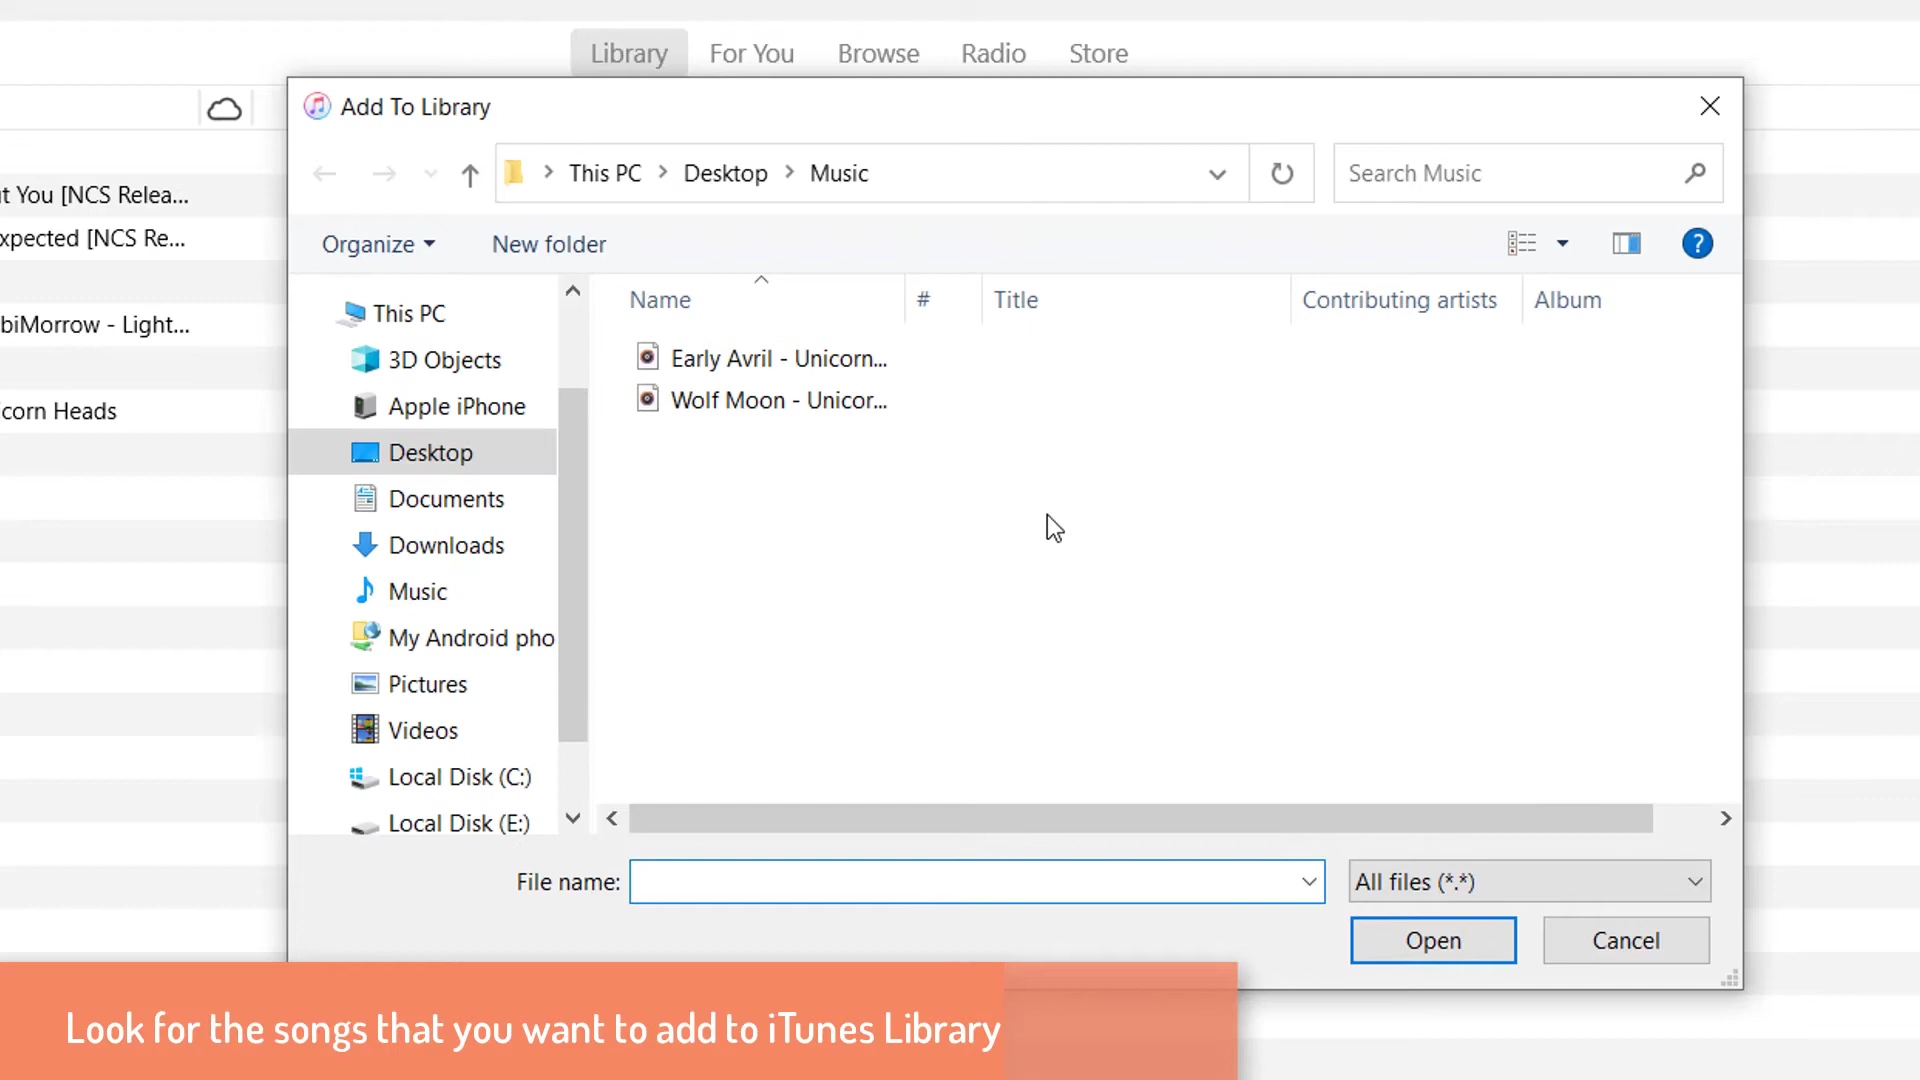 Library For You Browse Radio Store
Add To Library
This PC Desktop Music
Search Music
Organize New folder
?
t You [NCS Relea...
xpected [NCS Re...
biMorrow - Light...
corn Heads
This PC
3D Objects
Apple iPhone
Desktop
Documents
Downloads
Music
My Android pho
Pictures
Videos
Local Disk (C:)
Local Disk (E:)
Name # Title Contributing artists Album
Early Avril - Unicorn...
Wolf Moon - Unicor...
File name:
All files (*.*)
Open Cancel
Look for the songs that you want to add to iTunes Library